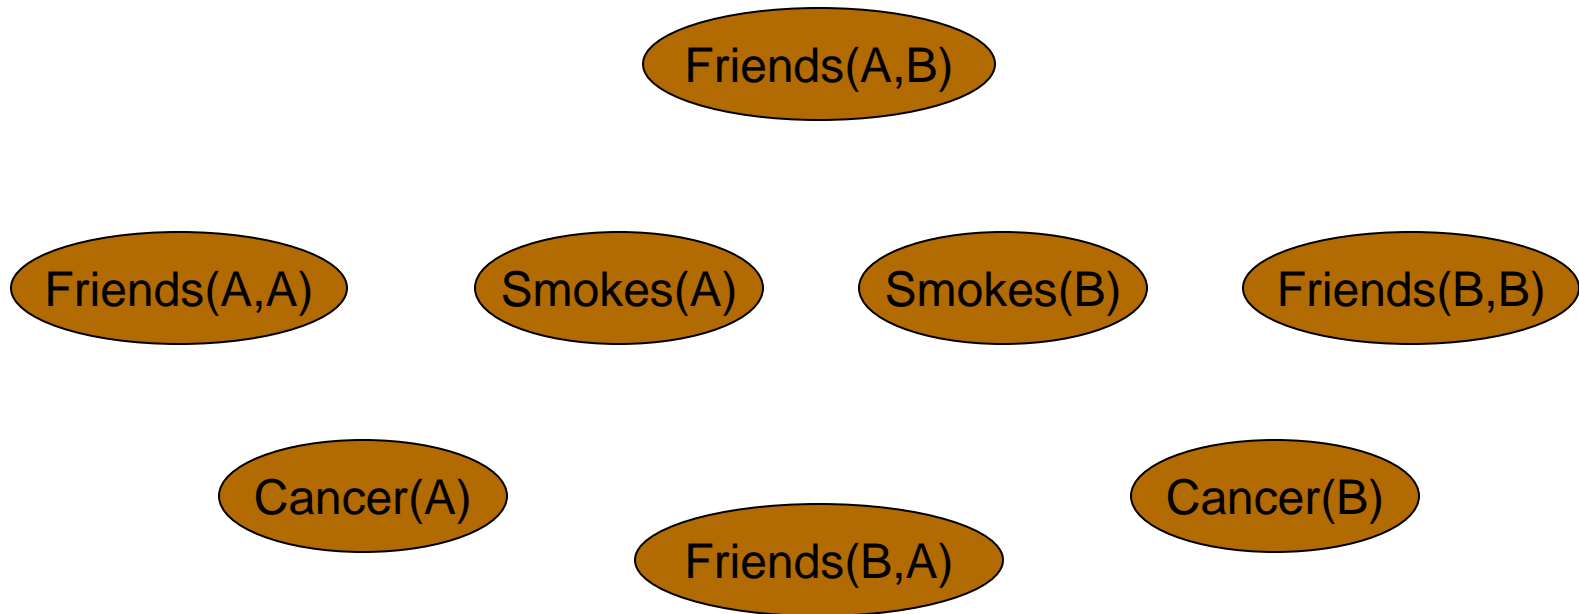 Friends(A,B)
Friends(A,A)
Smokes(A)
Smokes(B)
Friends(B,B)
Cancer(A)
Cancer(B)
Friends(B,A)